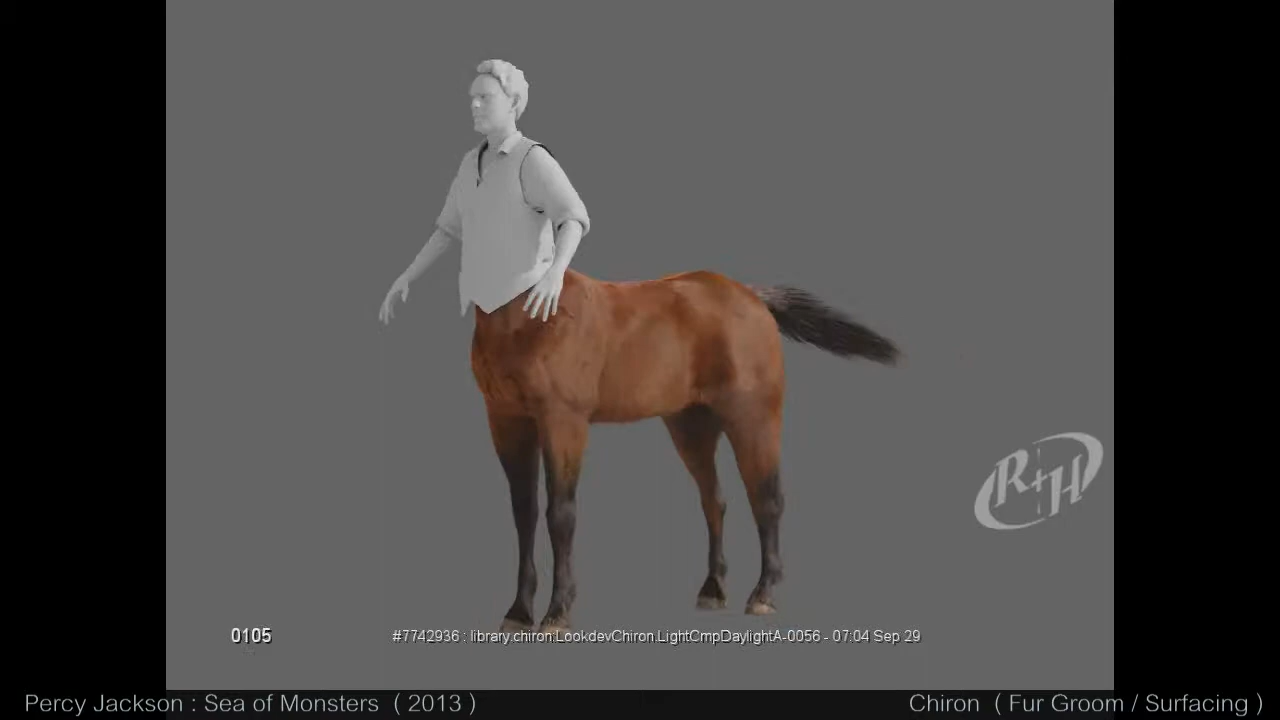 R+H
0105
#7742936 : library.chiron:LookdevChiron.LightCmpDaylightA-0056 - 07:04 Sep 29
Percy Jackson : Sea of Monsters ( 2013 )
Chiron ( Fur Groom / Surfacing )